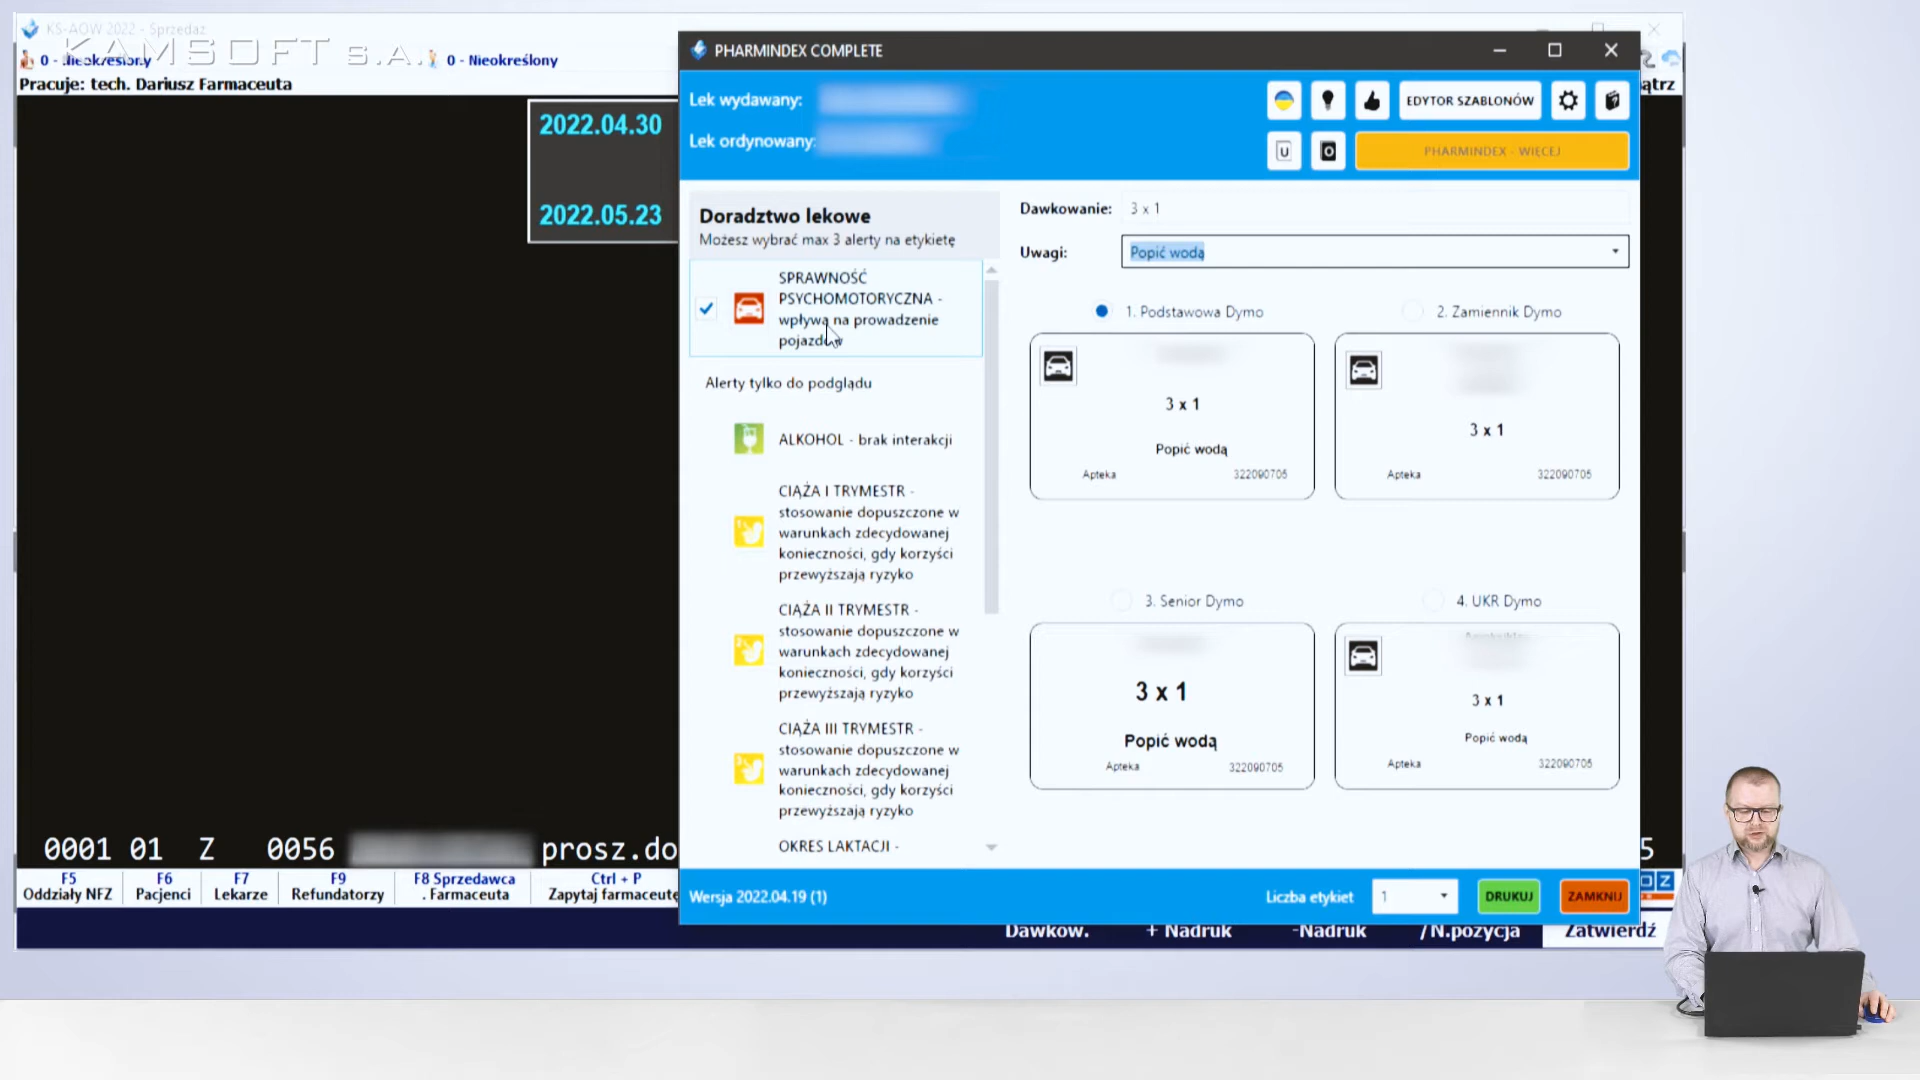 KS-AOW 2022 - Sprzedaż
KAMSOFT S.A.
0 - Nieokreślony
0 - Nieokreślony
Pracuje: tech. Dariusz Farmaceuta
2022.04.30
2022.05.23
PHARMINDEX COMPLETE
Lek wydawany:
Lek ordynowany:
EDYTOR SZABLONÓW
U
O
PHARMINDEX - WIĘCEJ
Doradztwo lekowe
Możesz wybrać max 3 alerty na etykietę
SPRAWNOŚĆ
PSYCHOMOTORYCZNA -
wpływa na prowadzenie
pojazdów
Alerty tylko do podglądu
ALKOHOL - brak interakcji
CIĄŻA I TRYMESTR -
stosowanie dopuszczone w
warunkach zdecydowanej
konieczności, gdy korzyści
przewyższają ryzyko
CIĄŻA II TRYMESTR -
stosowanie dopuszczone w
warunkach zdecydowanej
konieczności, gdy korzyści
przewyższają ryzyko
CIĄŻA III TRYMESTR -
stosowanie dopuszczone w
warunkach zdecydowanej
konieczności, gdy korzyści
przewyższają ryzyko
OKRES LAKTACJI -
Dawkowanie: 3 x 1
Uwagi: Popić wodą
1. Podstawowa Dymo
3 x 1
Popić wodą
Apteka 322090705
2. Zamiennik Dymo
3 x 1
Apteka 322090705
3. Senior Dymo
3 x 1
Popić wodą
Apteka 322090705
4. UKR Dymo
3 x 1
Popić wodą
Apteka 322090705
Wersja 2022.04.19 (1)
Liczba etykiet 1
DRUKUJ
ZAMKNIJ
0001 01 Z 0056 prosz.do
5
F5
Oddziały NFZ
F6
Pacjenci
F7
Lekarze
F9
Refundatorzy
F8 Sprzedawca
. Farmaceuta
Ctrl + P
Zapytaj farmaceutę
Dawkow.
+ Nadruk
-Nadruk
/N.pozycja
Zatwierdź